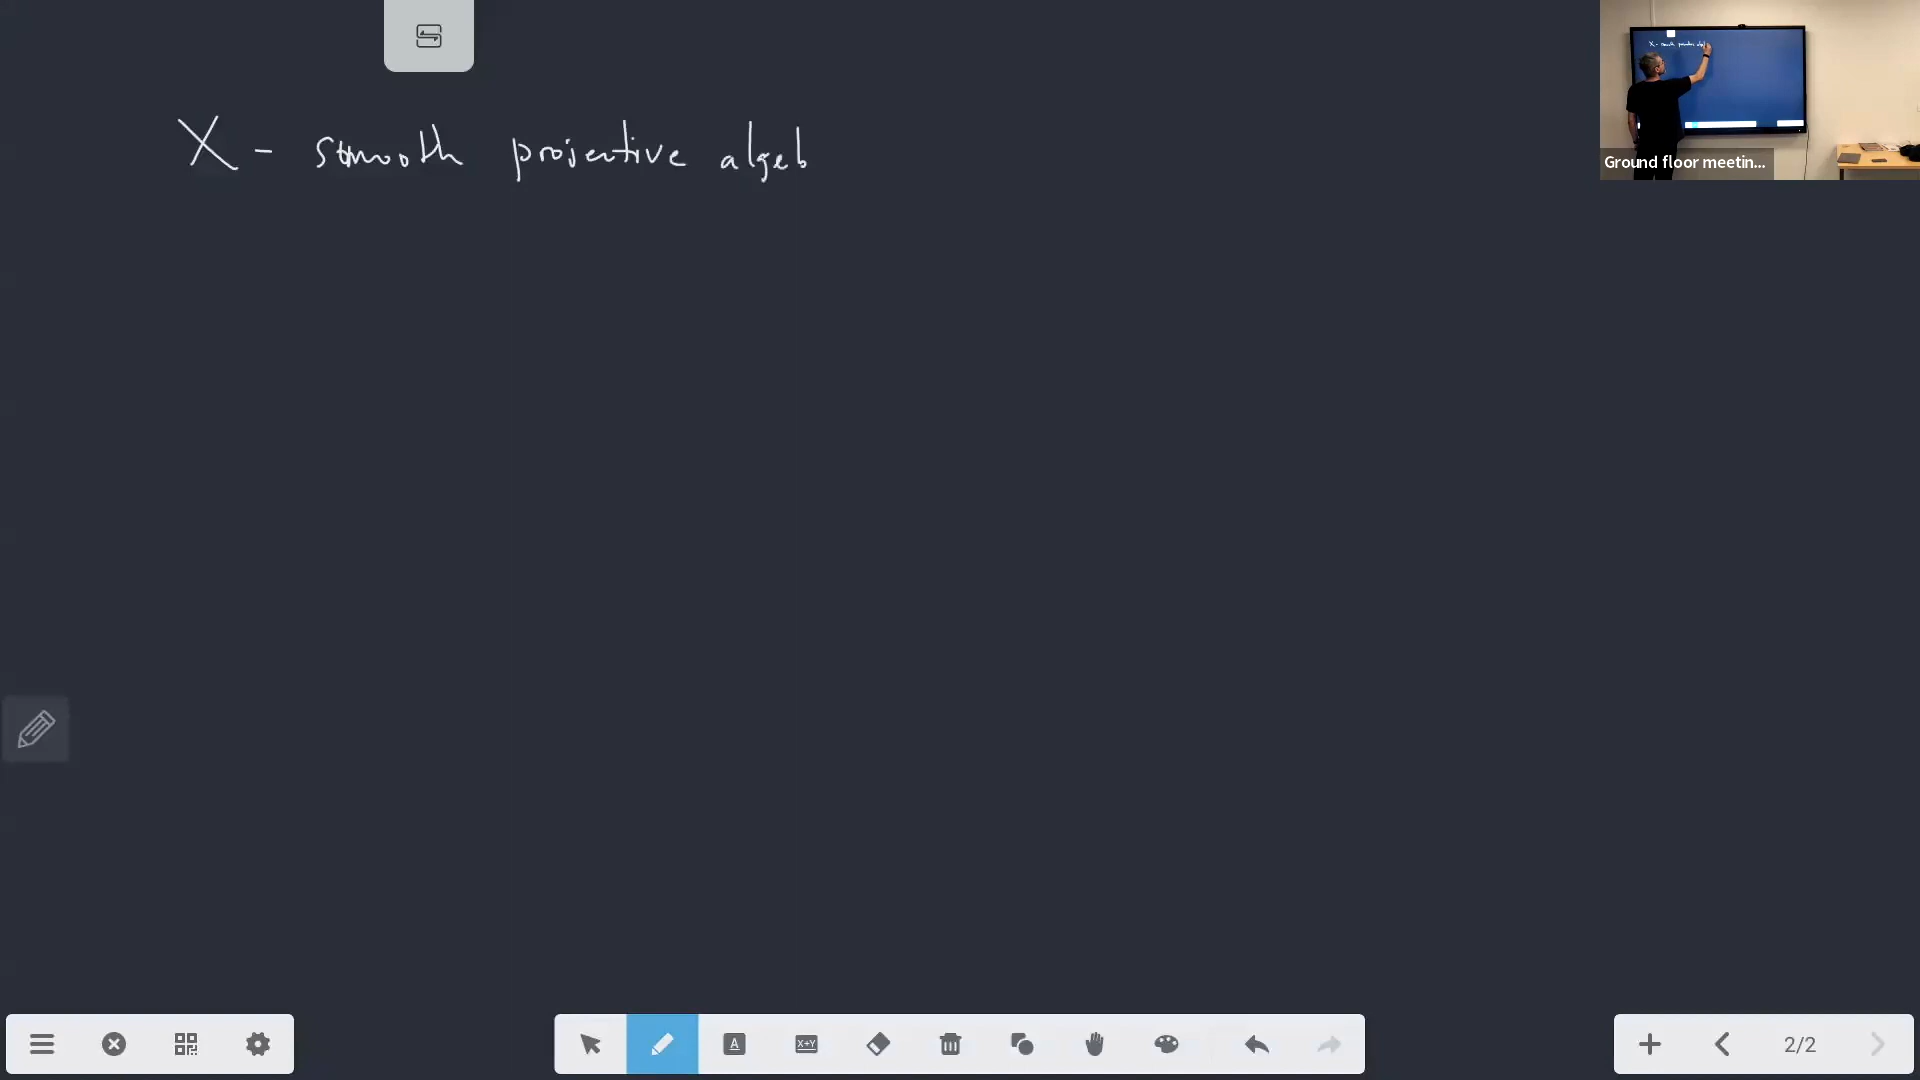 X - smooth projective algeb
Ground floor meetin...
2/2